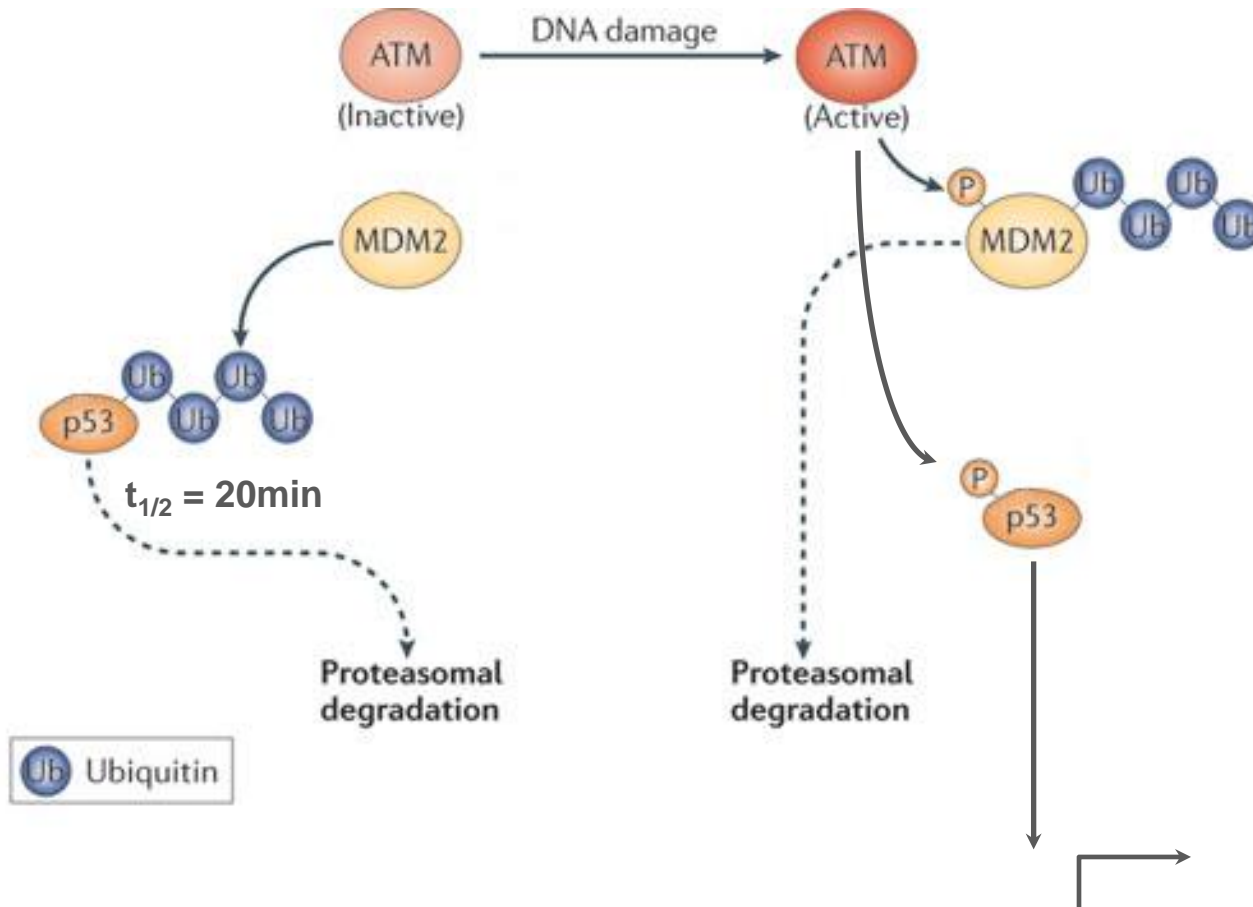 DNA damage
ATM
(Inactive)
ATM
(Active)
P
Ub
Ub
Ub
Ub
MDM2
MDM2
Ub
Ub
Ub
Ub
p53
t1/2 = 20min
P
p53
Proteasomal
degradation
Proteasomal
degradation
Ub Ubiquitin